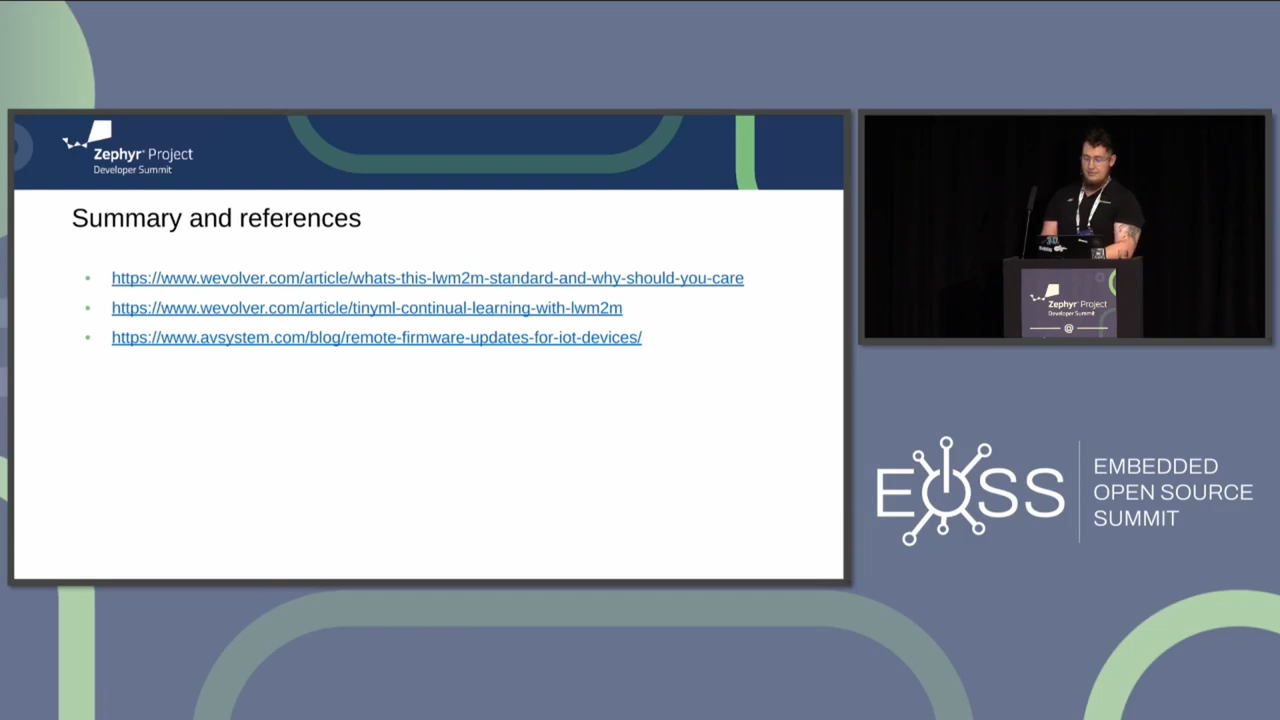 Zephyr® Project
Developer Summit
Summary and references
https://www.wevolver.com/article/whats-this-lwm2m-standard-and-why-should-you-care
https://www.wevolver.com/article/tinyml-continual-learning-with-lwm2m
https://www.avsystem.com/blog/remote-firmware-updates-for-iot-devices/
Zephyr® Project
Developer Summit
@
EOSS
EMBEDDED
OPEN SOURCE
SUMMIT